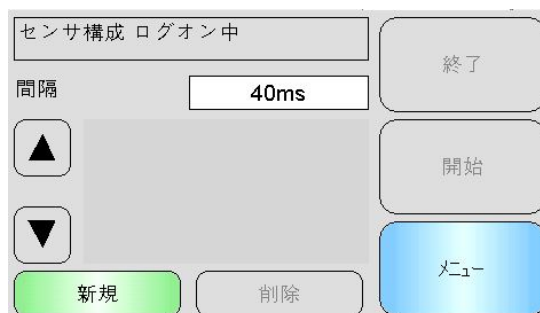 センサ構成 ログオン中
終了
間隔
40ms
開始
メニュー
新規
削除